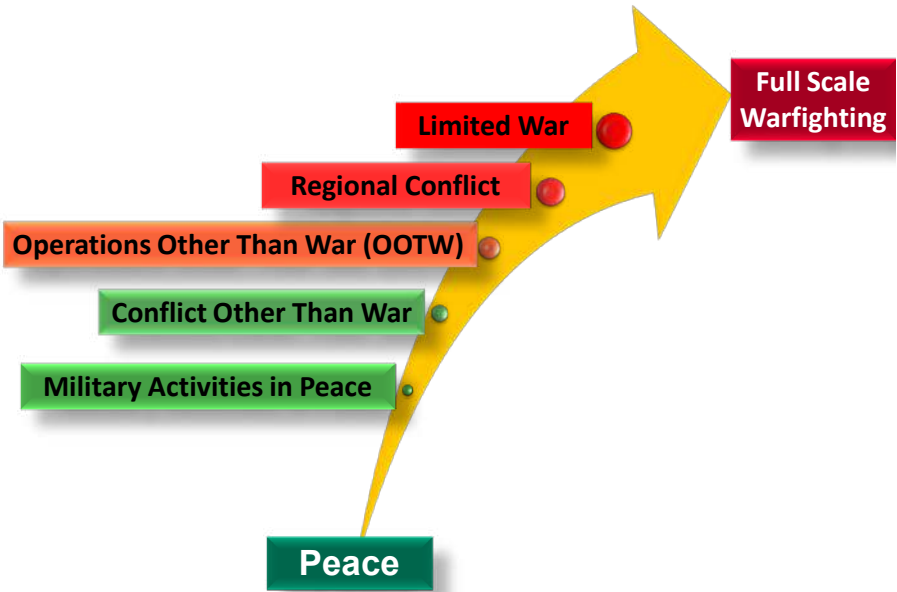 Full Scale
Warfighting
Limited War
Regional Conflict
Operations Other Than War (OOTW)
Conflict Other Than War
Military Activities in Peace
Peace